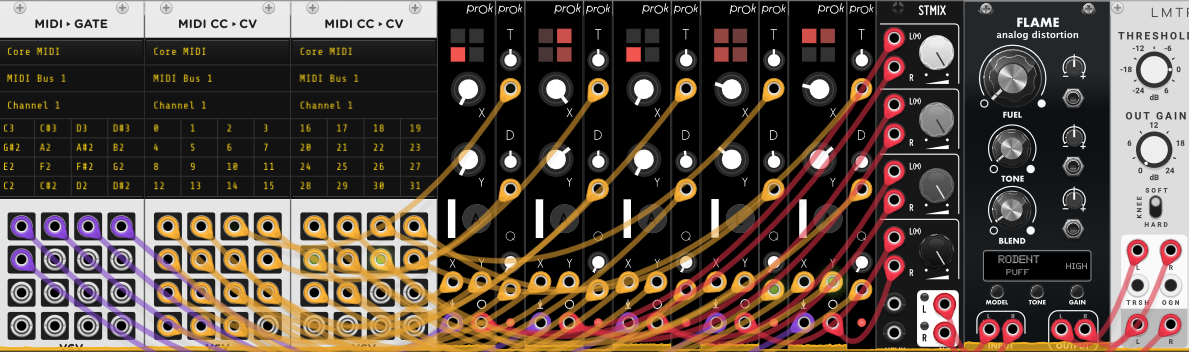 MIDI▸GATE
Core MIDI
MIDI Bus 1
Channel 1
C3 C#3 D3 D#3
G#2 A2 A#2 B2
E2 F2 F#2 G2
C2 C#2 D2 D#2
MIDI CC▸CV
Core MIDI
MIDI Bus 1
Channel 1
0 1 2 3
4 5 6 7
8 9 10 11
12 13 14 15
MIDI CC▸CV
Core MIDI
MIDI Bus 1
Channel 1
16 17 18 19
20 21 22 23
24 25 26 27
28 29 30 31
VCV VCV VCV
prok prok prok prok prok prok prok prok prok prok
T T T T T
X X X X X
D D D D D
Y Y Y Y Y
Q Q Q Q
X Y X Y X Y X Y X Y
STMIX
L(M)
R
L(M)
R
L(M)
R
L(M)
R
L
R
FLAME
analog distortion
FUEL
TONE
BLEND
RODENT
PUFF
HIGH
MODEL TONE GAIN
L R L R
INPUT OUTPUT
LMTR
THRESHOLD
-12 -6
-18 0
-24 6
dB
OUT GAIN
12
6 18
0 24
dB
SOFT
KNEE
HARD
L R
TRSH OGN
L R